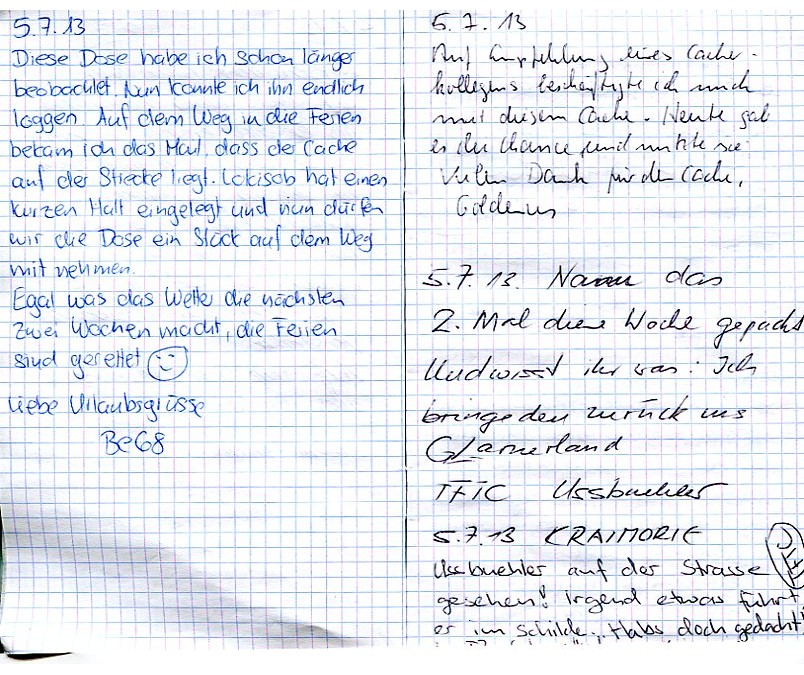 5.7.13
Diese Dose habe ich schon länger
beobachtet. Nun konnte ich ihn endlich
loggen. Auf dem Weg in die Ferien
bekam ich das Mail, dass der Cache
auf der Strecke liegt. Lokisob hat einen
kurzen Halt eingelegt und nun dürfen
wir die Dose ein Stück auf dem Weg
mit nehmen.
Egal was das Wetter die nächsten
zwei Wochen macht, die Ferien
sind gerettet
Liebe Urlaubsgrüsse
BeG8
5.7.13
Auf Empfehlung eines Cacher-
kollegens beschäftigte ich mich
mit diesem Cache. Heute gab
es die Chance und nutzte sie.
Vielen Dank für den Cache,
Goldenus
5.7.13. das
2. Mal diese Woche gepackt
Und wisst ihr was: Ich
bringe den zurück ins
Glarnerland
TFTC Ussbuehler
5.7.13 KRAIMORIE
Ussbuehler auf der Strasse
gesehen! Irgend etwas führt
er im schilde.. Habs doch gedacht!